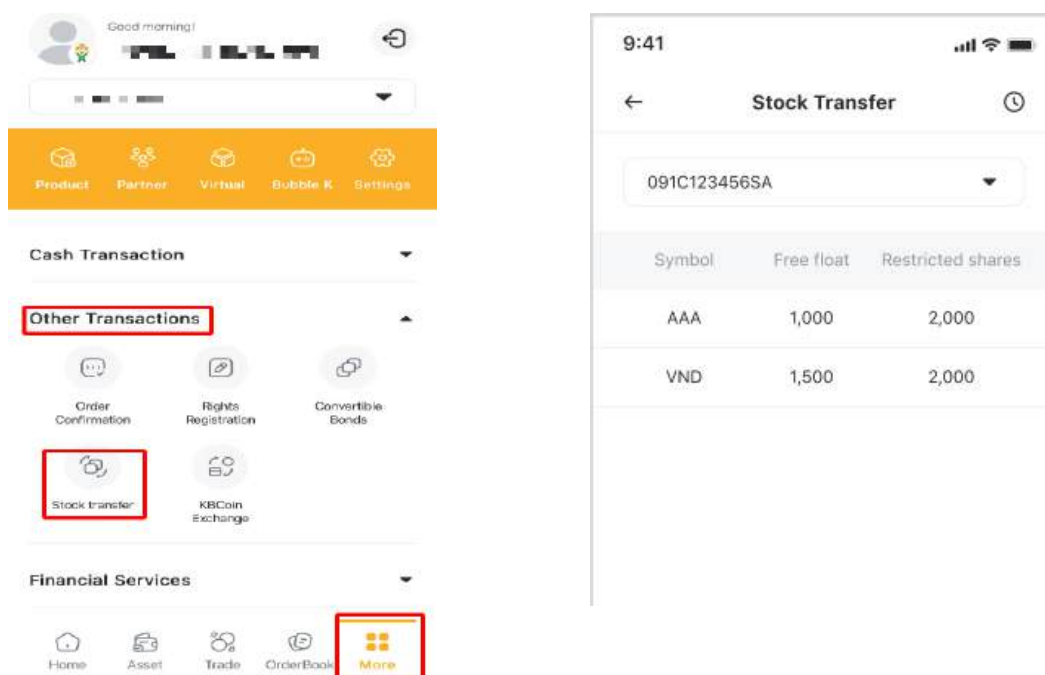 Good morning!
Product Partner Virtual Bubble K Settings
Cash Transaction
Other Transactions
Order Confirmation
Rights Registration
Convertible Bonds
Stock transfer
KBCoin Exchange
Financial Services
Home Asset Trade OrderBook More
9:41
Stock Transfer
091C123456SA
Symbol Free float Restricted shares
AAA 1,000 2,000
VND 1,500 2,000